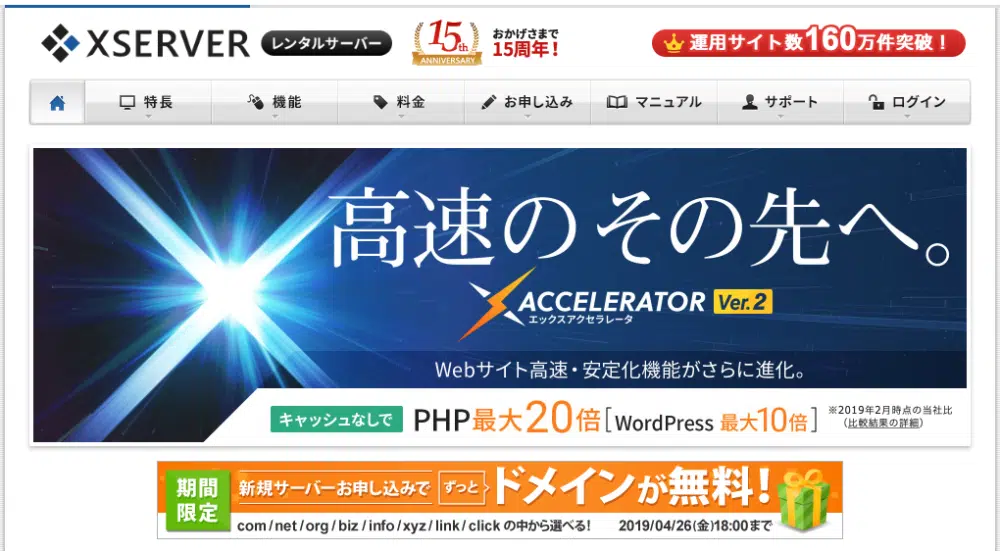 XSERVER レンタルサーバー
15th
ANNIVERSARY
おかげさまで
15周年!
運用サイト数160万件突破!
特長 機能 料金 お申し込み マニュアル サポート ログイン
高速のその先へ。
X ACCELERATOR Ver.2
エックスアクセラレータ
Webサイト高速・安定化機能がさらに進化。
キャッシュなしで PHP最大20倍[WordPress 最大10倍]
※2019年2月時点の当社比
(比較結果の詳細)
期間
限定
新規サーバーお申し込みで ずっと ドメインが無料!
com/net/org/biz/info/xyz/link/click の中から選べる! 2019/04/26(金)18:00まで